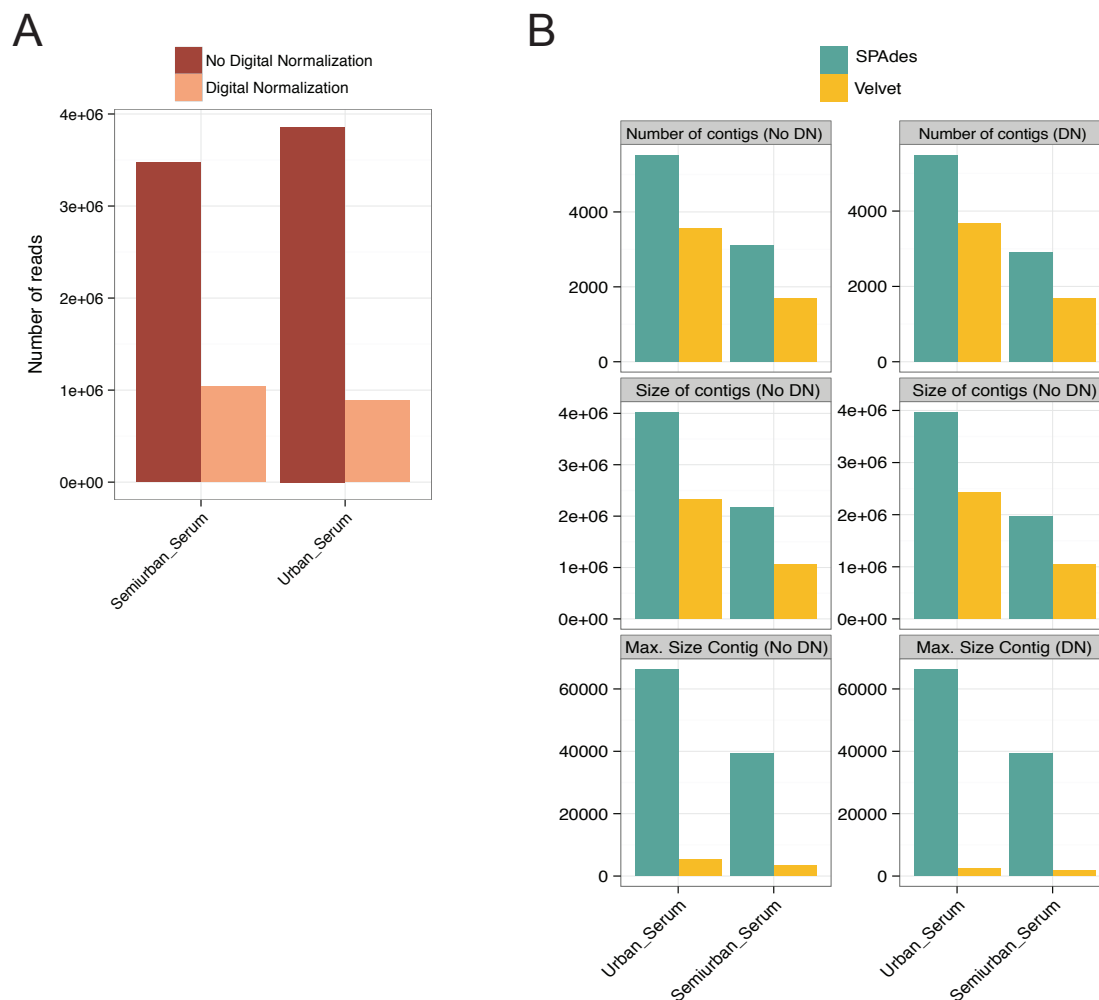 A
No Digital Normalization
Digital Normalization
4e+06
3e+06
2e+06
1e+06
0e+00
Number of reads
Semiurban_Serum
Urban_Serum
B
SPAdes
Velvet
Number of contigs (No DN)
4000
2000
0
Number of contigs (DN)
4000
2000
0
Size of contigs (No DN)
4e+06
3e+06
2e+06
1e+06
0e+00
Size of contigs (No DN)
4e+06
3e+06
2e+06
1e+06
0e+00
Max. Size Contig (No DN)
60000
40000
20000
0
Max. Size Contig (DN)
60000
40000
20000
0
Urban_Serum
Semiurban_Serum
Urban_Serum
Semiurban_Serum